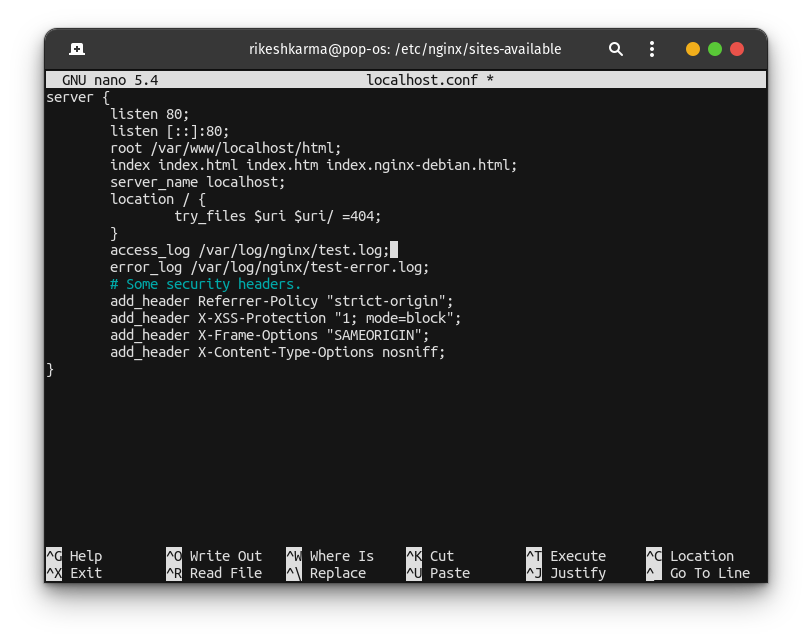 rikeshkarma@pop-os: /etc/nginx/sites-available
GNU nano 5.4 localhost.conf *
server {
listen 80;
listen [::]:80;
root /var/www/localhost/html;
index index.html index.htm index.nginx-debian.html;
server_name localhost;
location / {
try_files $uri $uri/ =404;
}
access_log /var/log/nginx/test.log;
error_log /var/log/nginx/test-error.log;
# Some security headers.
add_header Referrer-Policy "strict-origin";
add_header X-XSS-Protection "1; mode=block";
add_header X-Frame-Options "SAMEORIGIN";
add_header X-Content-Type-Options nosniff;
}
^G Help ^O Write Out ^W Where Is ^K Cut ^T Execute ^C Location
^X Exit ^R Read File ^\ Replace ^U Paste ^J Justify ^_ Go To Line